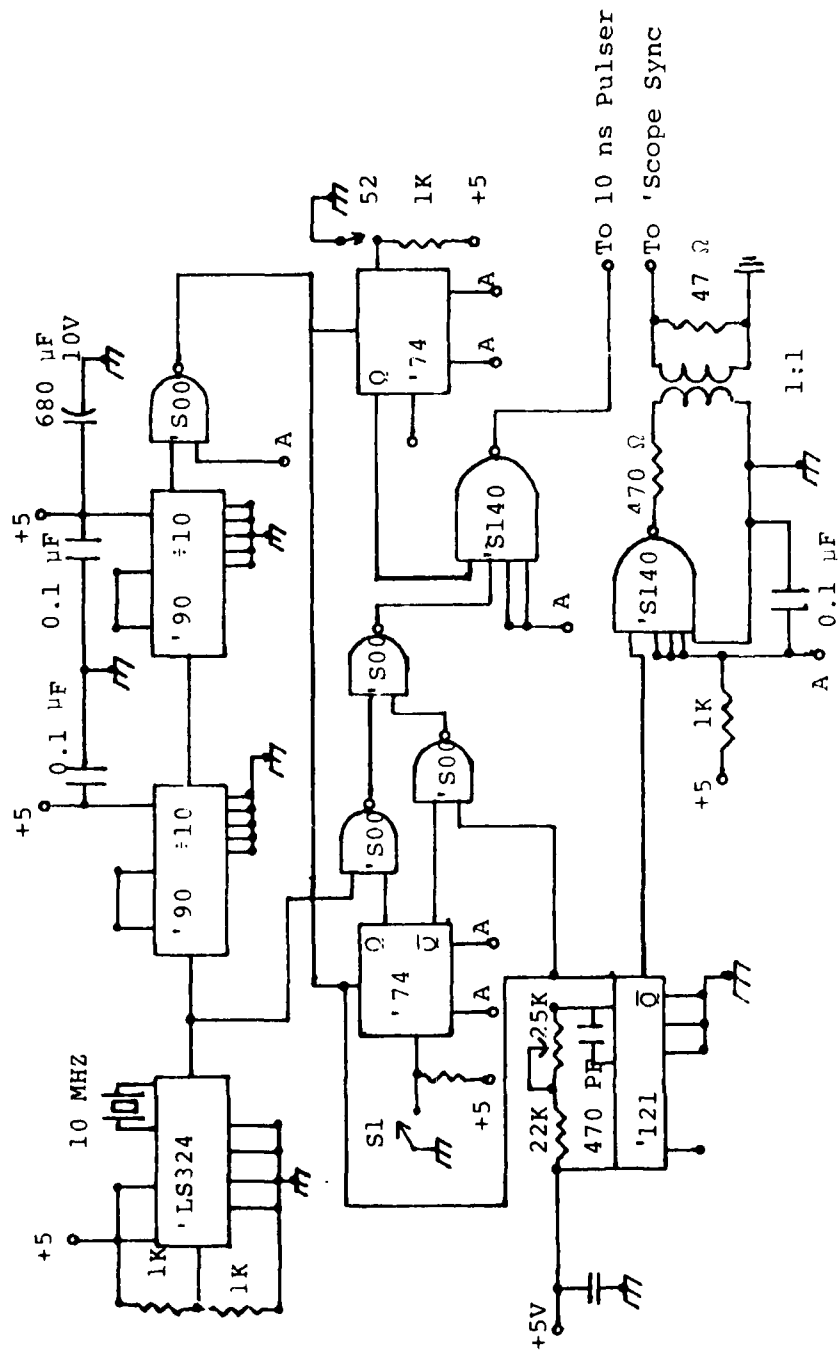 +5
10 MHZ
'LS324
1K
1K
+5
0.1 µF
'90 ÷10
+5
0.1 µF
680 µF
10V
'90 ÷10
'S00
A
S1
+5
'74
Q
Q̅
A
A
'S00
'S00
'S00
'S140
A
Q
'74
A
A
52
1K
+5
To 10 ns Pulser
To 'Scope Sync
+5V
22K
25K
470 PF
'121
Q̅
+5
1K
A
0.1 µF
'S140
470 Ω
1:1
47 Ω